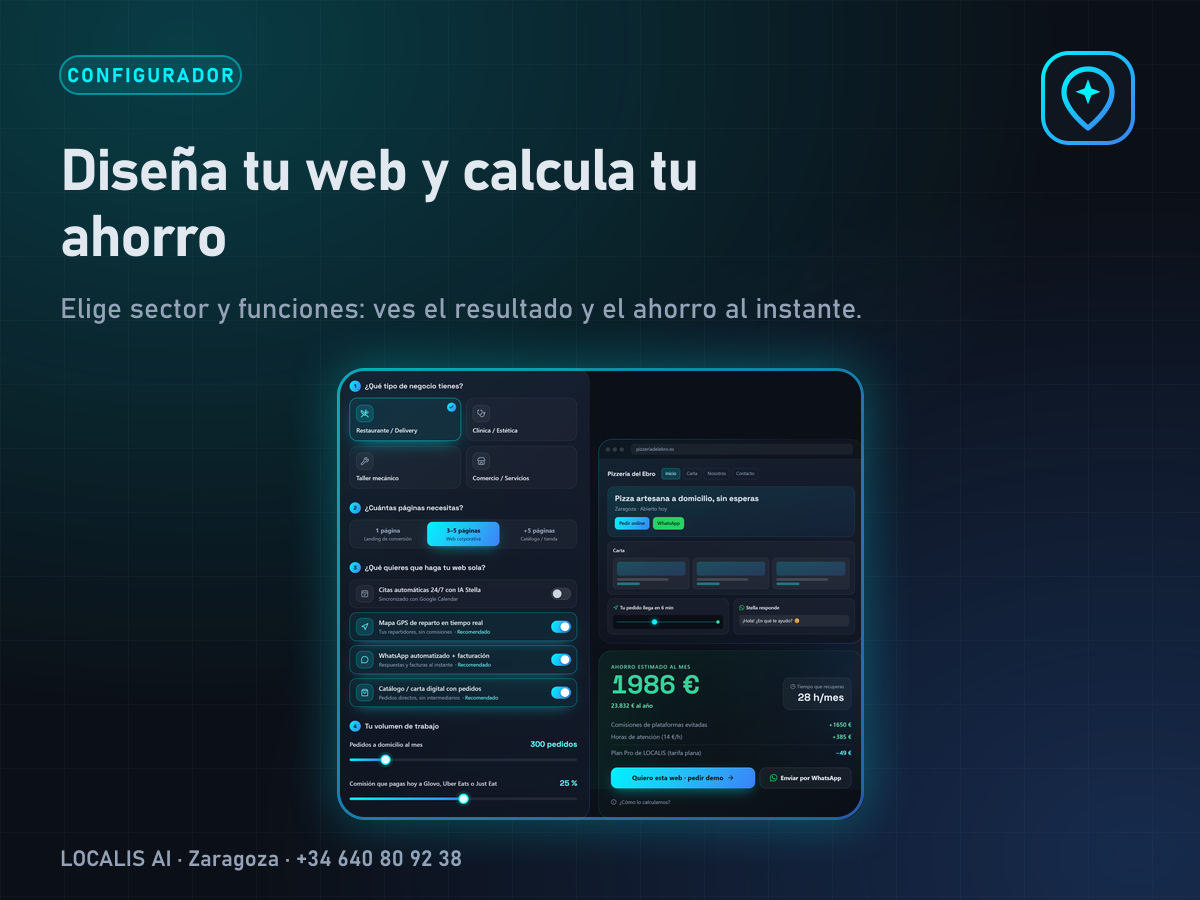 CONFIGURADOR
Diseña tu web y calcula tu
ahorro
Elige sector y funciones: ves el resultado y el ahorro al instante.
1 ¿Qué tipo de negocio tienes?
Restaurante / Delivery
Clínica / Estética
Taller mecánico
Comercio / Servicios
2 ¿Cuántas páginas necesitas?
1 página
Landing de conversión
3–5 páginas
Web corporativa
+5 páginas
Catálogo / tienda
3 ¿Qué quieres que haga tu web sola?
Citas automáticas 24/7 con IA Stella
Sincronizado con Google Calendar
Mapa GPS de reparto en tiempo real
Tus repartidores, sin comisiones · Recomendado
WhatsApp automatizado + facturación
Respuestas y facturas al instante · Recomendado
Catálogo / carta digital con pedidos
Pedidos directos, sin intermediarios · Recomendado
4 Tu volumen de trabajo
Pedidos a domicilio al mes 300 pedidos
Comisión que pagas hoy a Glovo, Uber Eats o Just Eat 25 %
pizzeriadelebro.es
Pizzería del Ebro Inicio Carta Nosotros Contacto
Pizza artesana a domicilio, sin esperas
Zaragoza · Abierto hoy
Pedir online WhatsApp
Carta
Tu pedido llega en 6 min
Stella responde
¡Hola! ¿En qué te ayudo? 😊
AHORRO ESTIMADO AL MES
1986 €
23.832 € al año
Tiempo que recuperas
28 h/mes
Comisiones de plataformas evitadas +1650 €
Horas de atención (14 €/h) +385 €
Plan Pro de LOCALIS (tarifa plana) −49 €
Quiero esta web · pedir demo →
Enviar por WhatsApp
¿Cómo lo calculamos?
LOCALIS AI · Zaragoza · +34 640 80 92 38